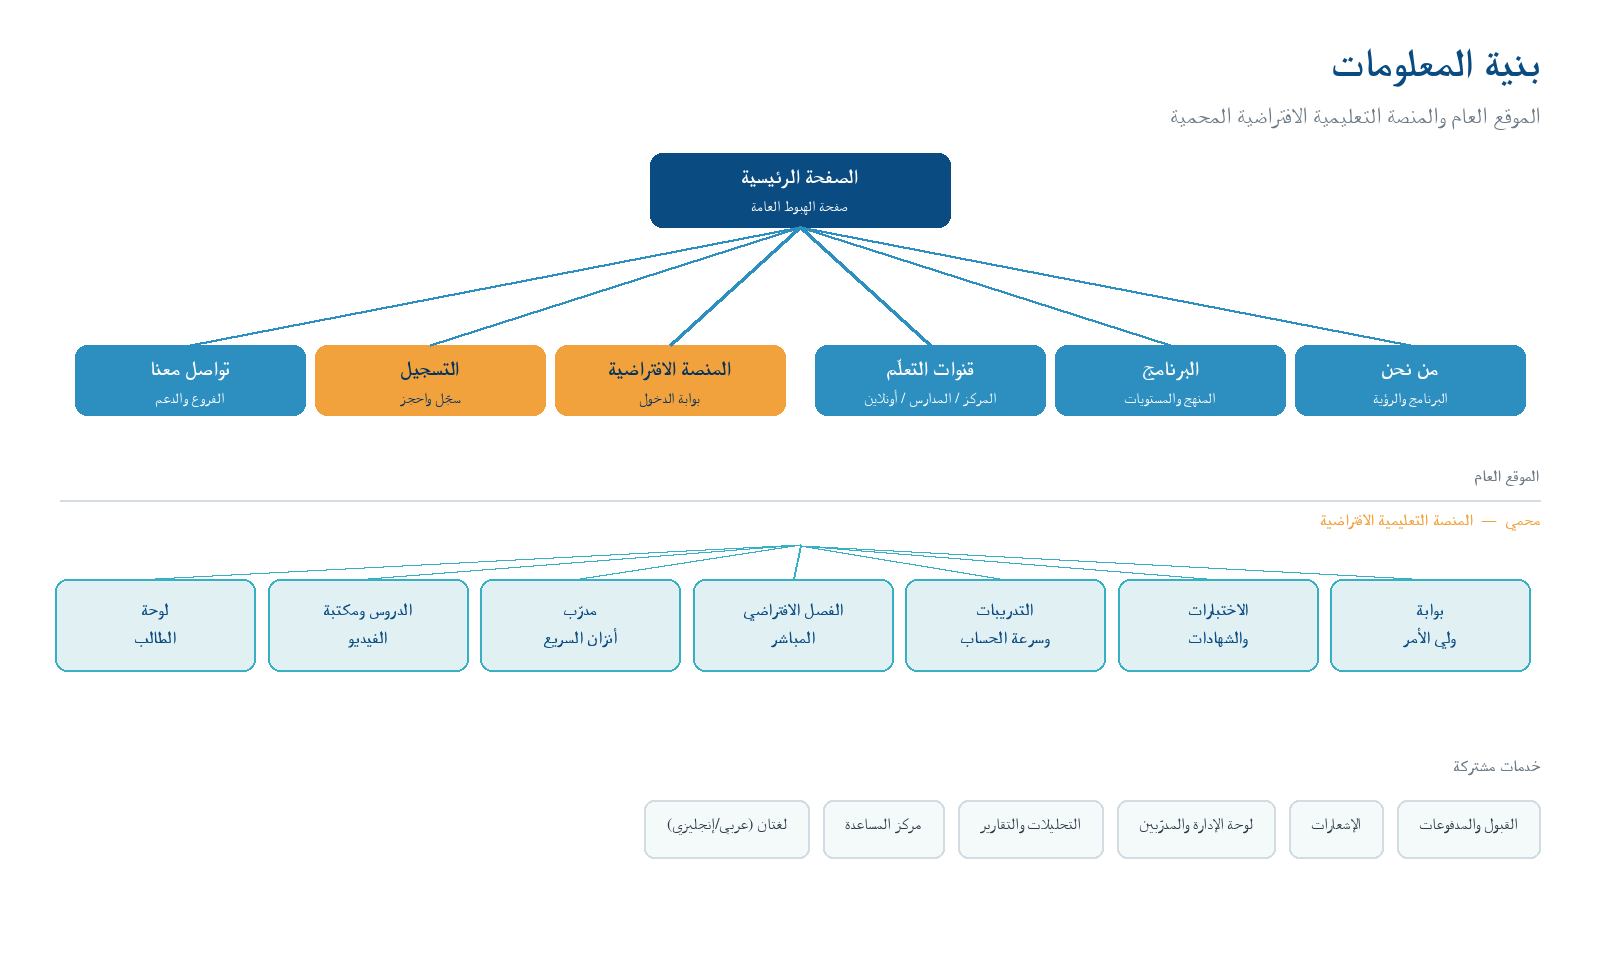 بنية المعلومات
الموقع العام والمنصة التعليمية الافتراضية المحمية
الصفحة الرئيسية
صفحة الهبوط العامة
من نحن
البرنامج والرؤية
البرنامج
المنهج والمستويات
قنوات التعلّم
المركز / المدارس / أونلاين
المنصة الافتراضية
بوابة الدخول
التسجيل
سجّل واحجز
تواصل معنا
الفروع والدعم
الموقع العام
محمي — المنصة التعليمية الافتراضية
بوابة
ولي الأمر
الاختبارات
والشهادات
التدريبات
وسرعة الحساب
الفصل الافتراضي
المباشر
مدرّب
أنزان السريع
الدروس ومكتبة
الفيديو
لوحة
الطالب
خدمات مشتركة
القبول والمدفوعات
الإشعارات
لوحة الإدارة والمدرّبين
التحليلات والتقارير
مركز المساعدة
لغتان (عربي/إنجليزي)